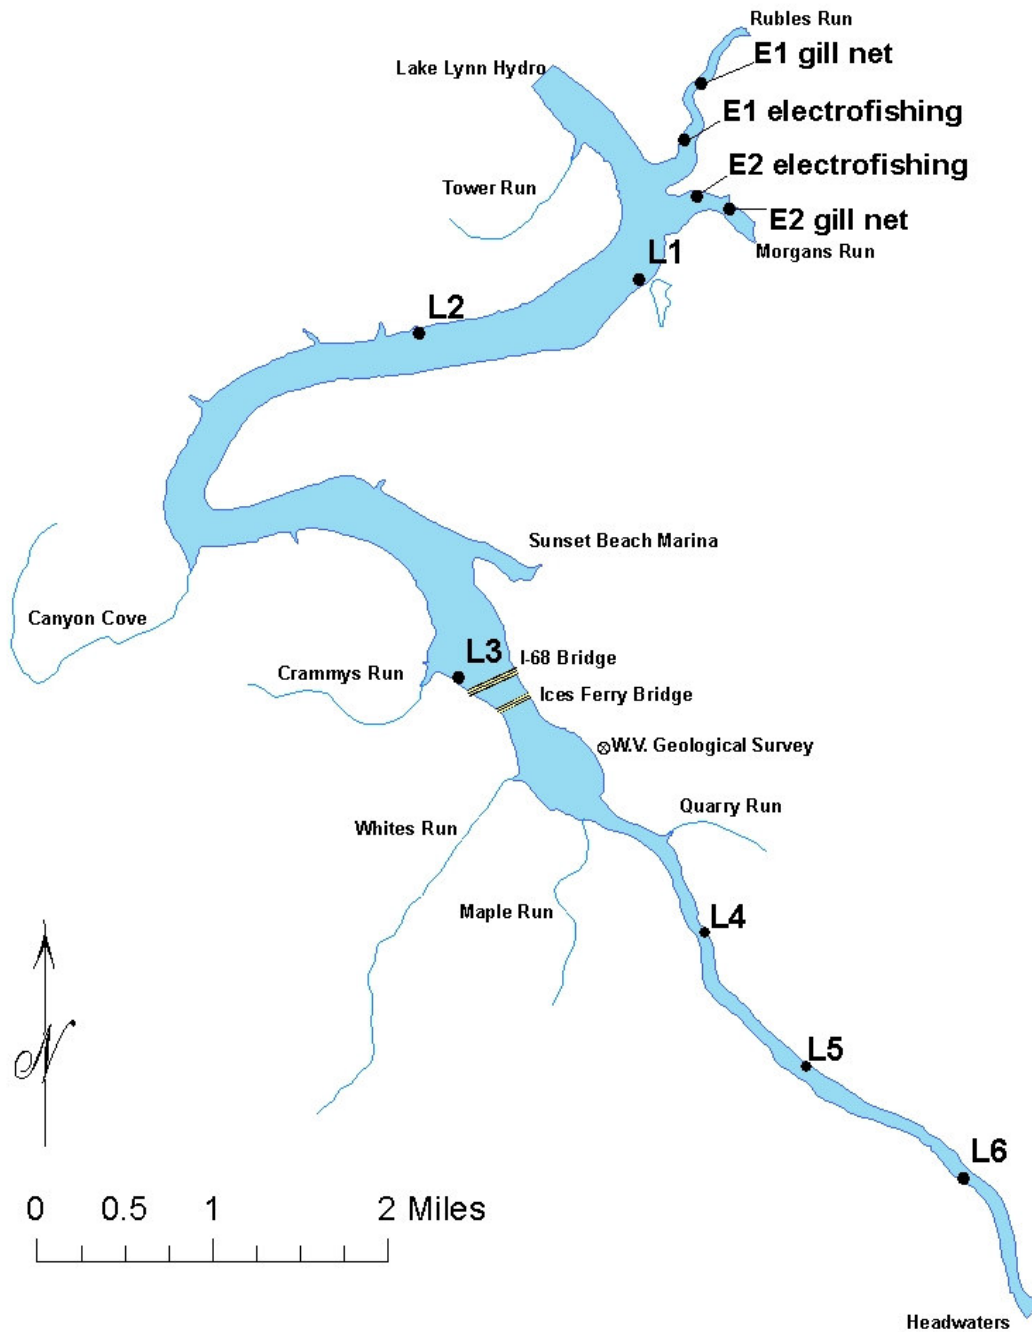 Rubles Run
E1 gill net
Lake Lynn Hydro
E1 electrofishing
E2 electrofishing
Tower Run
E2 gill net
Morgans Run
L1
L2
Sunset Beach Marina
Canyon Cove
L3
I-68 Bridge
Crammys Run
Ices Ferry Bridge
W.V. Geological Survey
Quarry Run
Whites Run
Maple Run
L4
N
L5
L6
0 0.5 1 2 Miles
Headwaters